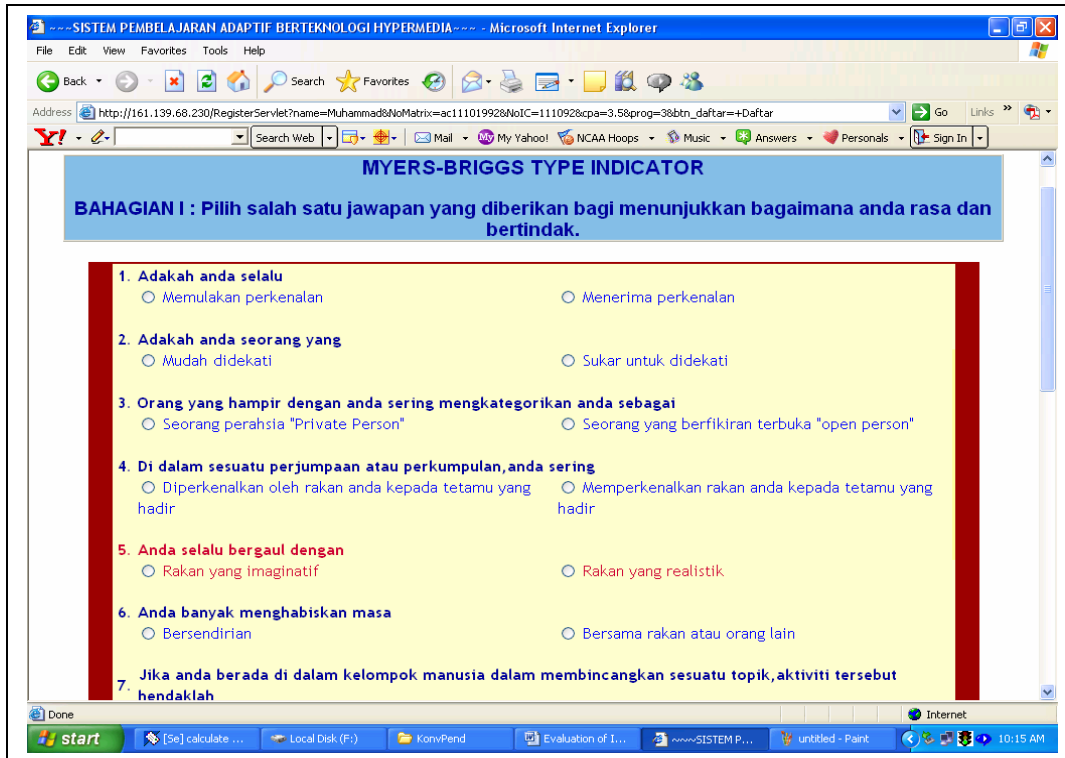 ~~~SISTEM PEMBELAJARAN ADAPTIF BERTEKNOLOGI HYPERMEDIA~~~ - Microsoft Internet Explorer
File Edit View Favorites Tools Help
Back Search Favorites
Address http://161.139.68.230/RegisterServlet?name=Muhammad&NoMatrix=ac111019928&NoIC=1110928&cpa=3.5&prog=3&btn_daftar=+Daftar Go Links »
Y! Search Web Mail My Yahoo! NCAA Hoops Music Answers Personals Sign In
MYERS-BRIGGS TYPE INDICATOR
BAHAGIAN I : Pilih salah satu jawapan yang diberikan bagi menunjukkan bagaimana anda rasa dan
bertindak.
1. Adakah anda selalu
Memulakan perkenalan Menerima perkenalan
2. Adakah anda seorang yang
Mudah didekati Sukar untuk didekati
3. Orang yang hampir dengan anda sering mengkategorikan anda sebagai
Seorang perahsia "Private Person" Seorang yang berfikiran terbuka "open person"
4. Di dalam sesuatu perjumpaan atau perkumpulan,anda sering
Diperkenalkan oleh rakan anda kepada tetamu yang Memperkenalkan rakan anda kepada tetamu yang
hadir hadir
5. Anda selalu bergaul dengan
Rakan yang imaginatif Rakan yang realistik
6. Anda banyak menghabiskan masa
Bersendirian Bersama rakan atau orang lain
7. Jika anda berada di dalam kelompok manusia dalam membincangkan sesuatu topik,aktiviti tersebut
hendaklah
Done Internet
start [Se] calculate ... Local Disk (F:) KonvPend Evaluation of I... ~~~SISTEM P... untitled - Paint 10:15 AM